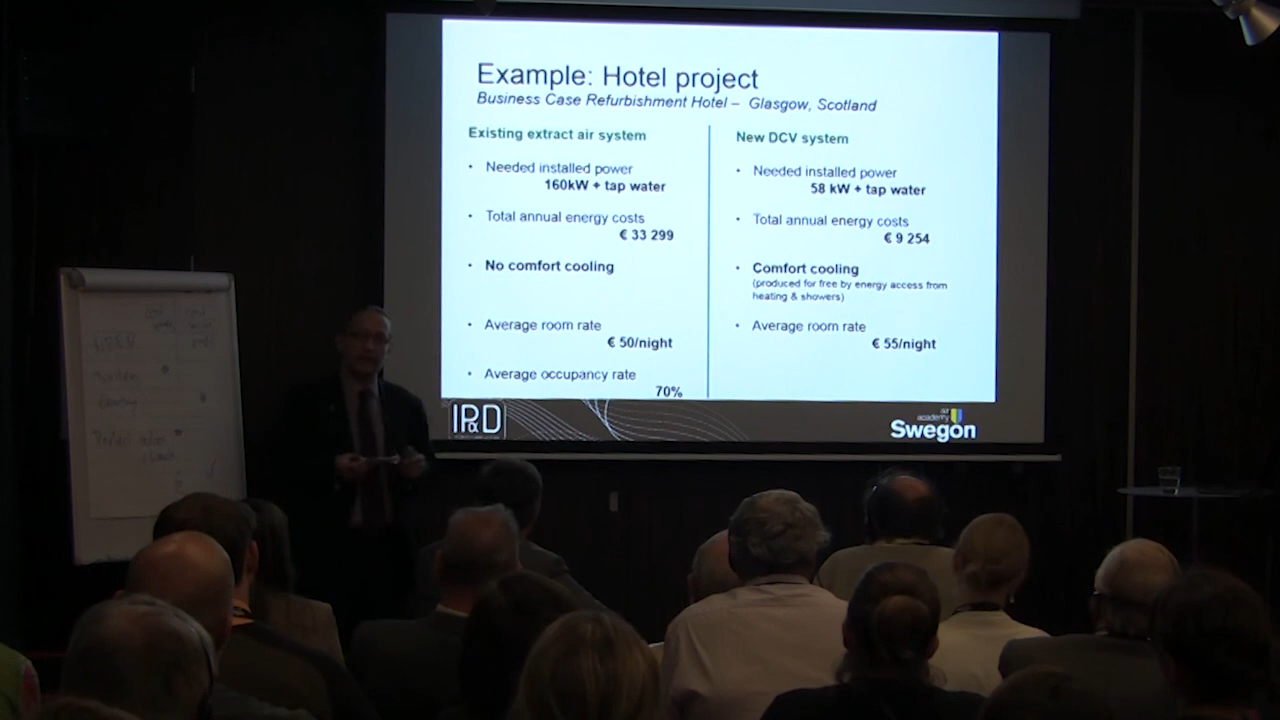 Example: Hotel project
Business Case Refurbishment Hotel – Glasgow, Scotland
Existing extract air system
• Needed installed power
160kW + tap water
• Total annual energy costs
€ 33 299
• No comfort cooling
• Average room rate
€ 50/night
• Average occupancy rate
70%
New DCV system
• Needed installed power
58 kW + tap water
• Total annual energy costs
€ 9 254
• Comfort cooling
(produced for free by energy access from
heating & showers)
• Average room rate
€ 55/night
IP&D
air
academy
Swegon